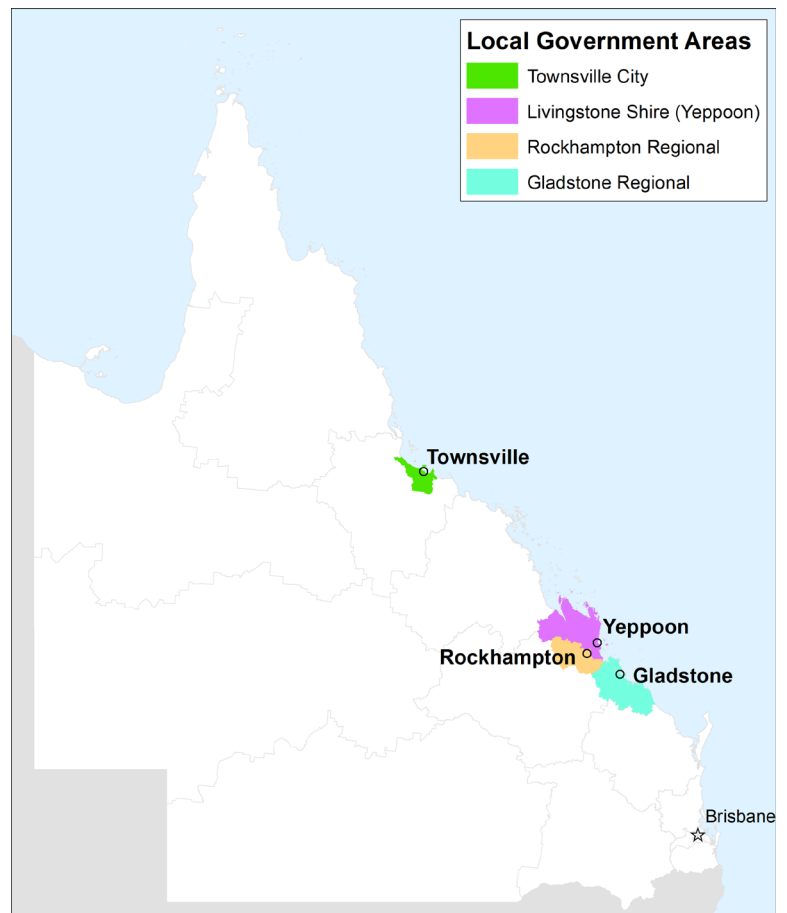 Local Government Areas
Townsville City
Livingstone Shire (Yeppoon)
Rockhampton Regional
Gladstone Regional
Townsville
Yeppoon
Rockhampton
Gladstone
Brisbane